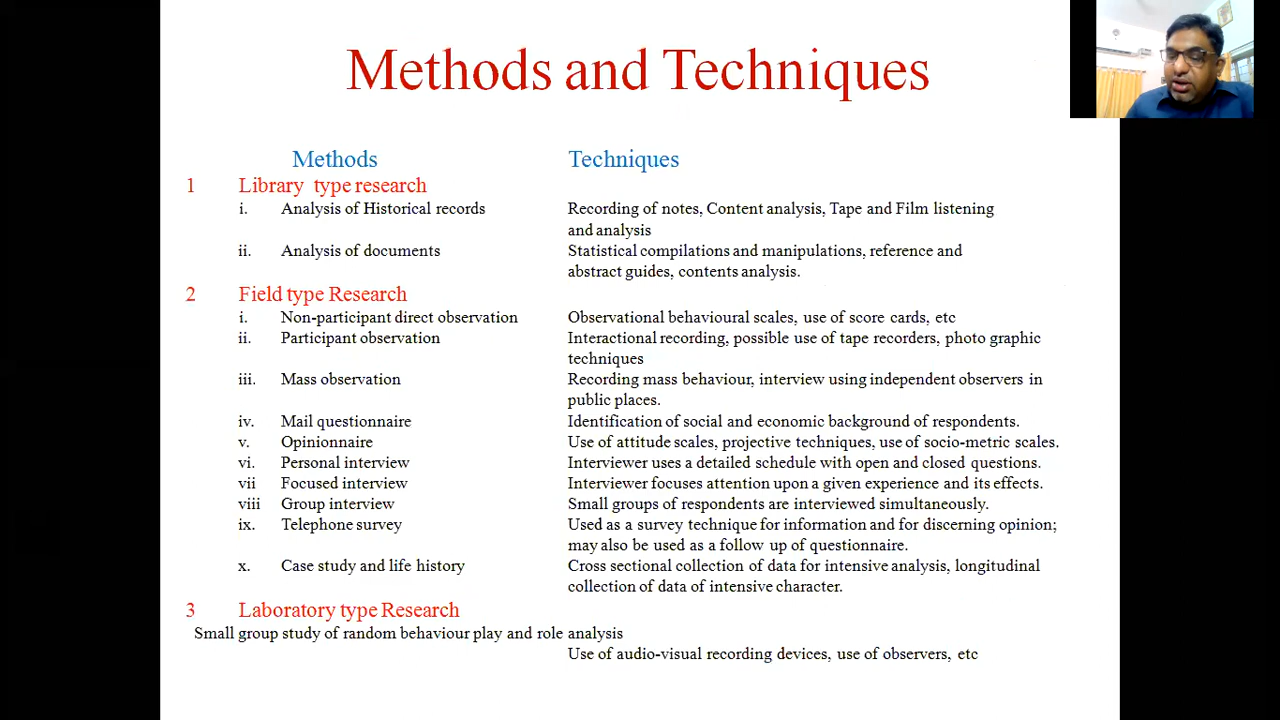 Methods and Techniques
Methods Techniques
1 Library type research
i. Analysis of Historical records Recording of notes, Content analysis, Tape and Film listening
and analysis
ii. Analysis of documents Statistical compilations and manipulations, reference and
abstract guides, contents analysis.
2 Field type Research
i. Non-participant direct observation Observational behavioural scales, use of score cards, etc
ii. Participant observation Interactional recording, possible use of tape recorders, photo graphic
techniques
iii. Mass observation Recording mass behaviour, interview using independent observers in
public places.
iv. Mail questionnaire Identification of social and economic background of respondents.
v. Opinionnaire Use of attitude scales, projective techniques, use of socio-metric scales.
vi. Personal interview Interviewer uses a detailed schedule with open and closed questions.
vii Focused interview Interviewer focuses attention upon a given experience and its effects.
viii Group interview Small groups of respondents are interviewed simultaneously.
ix. Telephone survey Used as a survey technique for information and for discerning opinion;
may also be used as a follow up of questionnaire.
x. Case study and life history Cross sectional collection of data for intensive analysis, longitudinal
collection of data of intensive character.
3 Laboratory type Research
Small group study of random behaviour play and role analysis
Use of audio-visual recording devices, use of observers, etc